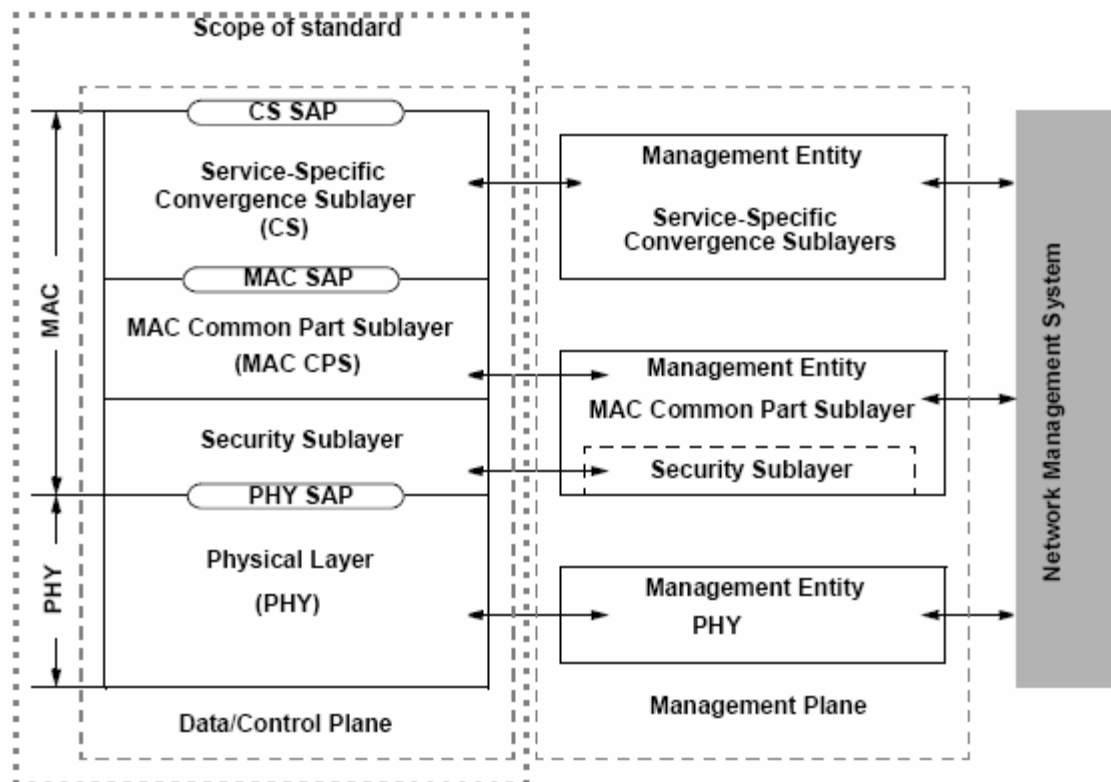 Scope of standard
CS SAP
Service-Specific
Convergence Sublayer
(CS)
MAC SAP
MAC Common Part Sublayer
(MAC CPS)
Security Sublayer
PHY SAP
Physical Layer
(PHY)
Data/Control Plane
MAC
PHY
Management Entity
Service-Specific
Convergence Sublayers
Management Entity
MAC Common Part Sublayer
Security Sublayer
Management Entity
PHY
Management Plane
Network Management System